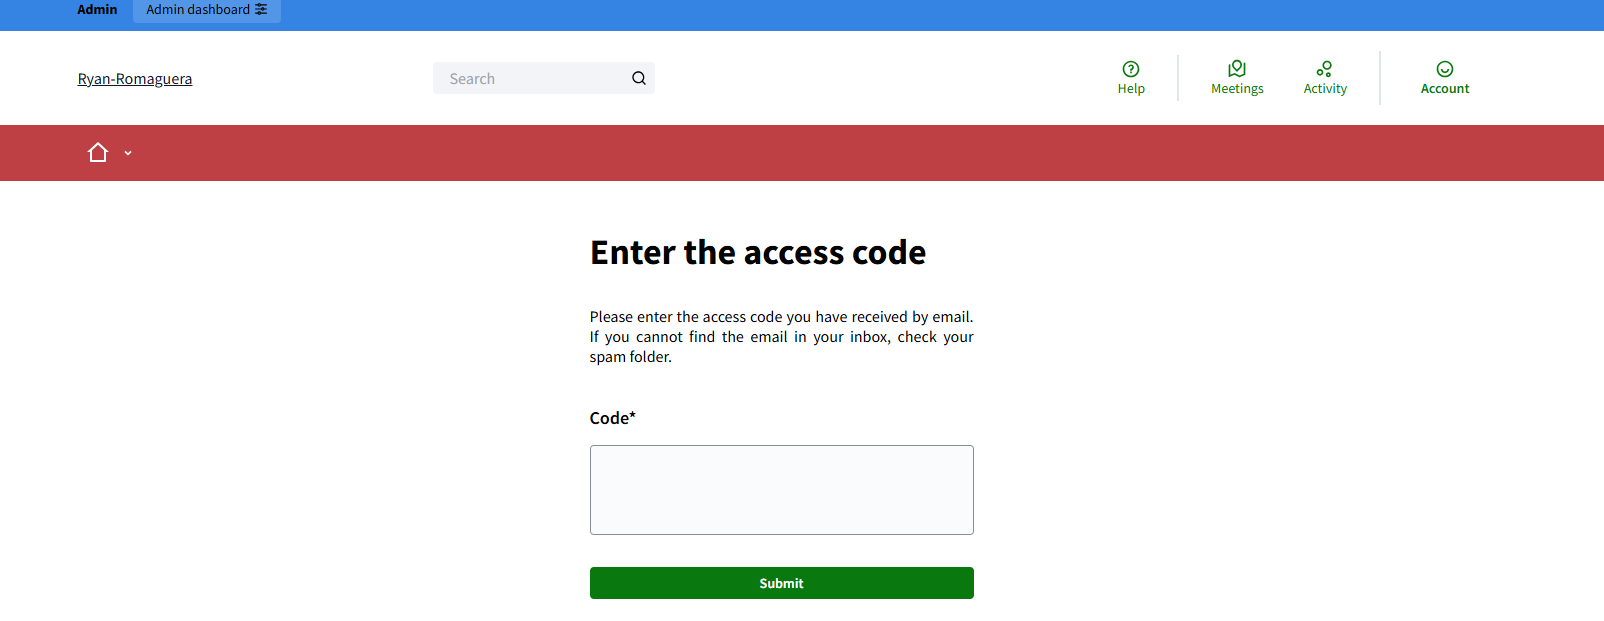 Admin
Admin dashboard
Ryan-Romaguera
Search
Help
Meetings
Activity
Account
Enter the access code
Please enter the access code you have received by email.
If you cannot find the email in your inbox, check your
spam folder.
Code*
Submit